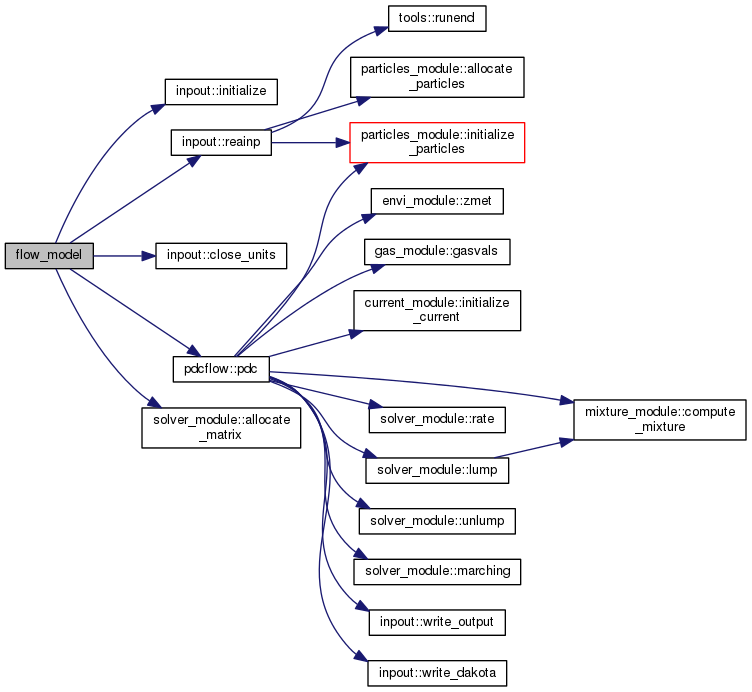 tools::runend
particles_module::allocate
_particles
inpout::initialize
inpout::reainp
particles_module::initialize
_particles
envi_module::zmet
flow_model
inpout::close_units
gas_module::gasvals
current_module::initialize
_current
pdcflow::pdc
solver_module::allocate
_matrix
solver_module::rate
mixture_module::compute
_mixture
solver_module::lump
solver_module::unlump
solver_module::marching
inpout::write_output
inpout::write_dakota